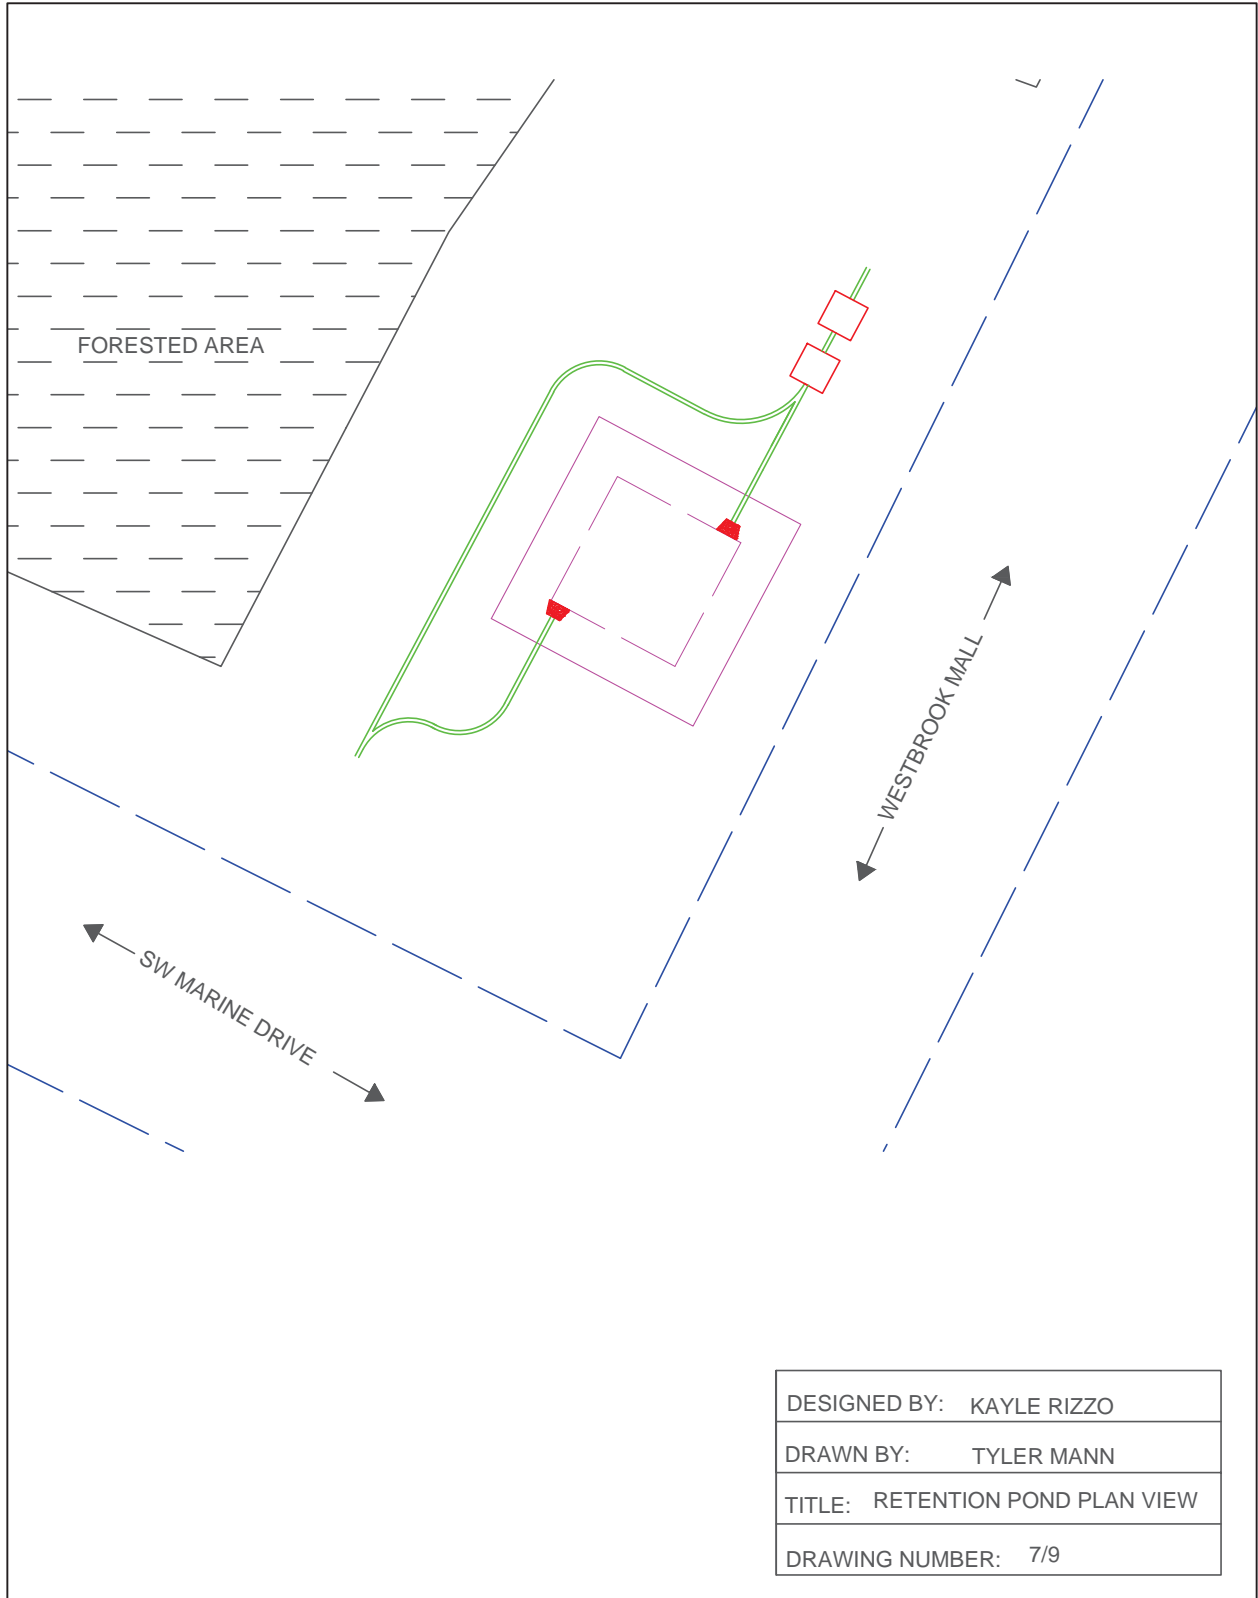 FORESTED AREA
WESTBROOK MALL
SW MARINE DRIVE
DESIGNED BY: KAYLE RIZZO
DRAWN BY: TYLER MANN
TITLE: RETENTION POND PLAN VIEW
DRAWING NUMBER: 7/9